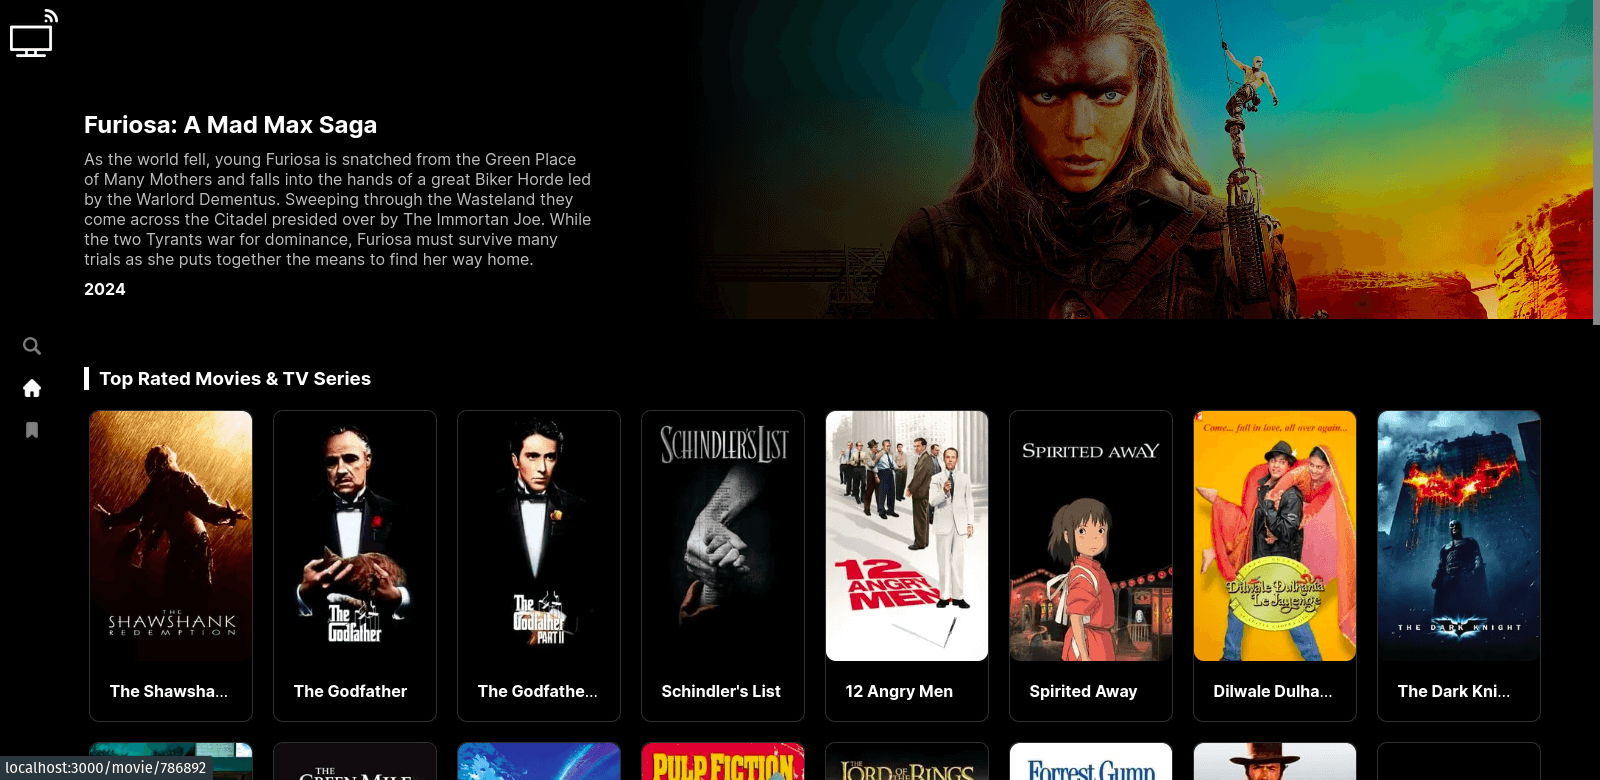 Furiosa: A Mad Max Saga
As the world fell, young Furiosa is snatched from the Green Place
of Many Mothers and falls into the hands of a great Biker Horde led
by the Warlord Dementus. Sweeping through the Wasteland they
come across the Citadel presided over by The Immortan Joe. While
the two Tyrants war for dominance, Furiosa must survive many
trials as she puts together the means to find her way home.
2024
Top Rated Movies & TV Series
THE
SHAWSHANK
REDEMPTION
The Shawsha...
The
Godfather
The Godfather
The
Godfather
PART II
The Godfathe...
SCHINDLER'S LIST
Schindler's List
12
ANGRY
MEN
12 Angry Men
SPIRITED AWAY
Spirited Away
Come... fall in love, all over again...
Dilwale Dulhania
Le Jayenge
Dilwale Dulha...
THE DARK KNIGHT
The Dark Kni...
THE
GREEN MILE
PULP FICTION
THE
LORD OF THE RINGS
Forrest Gump
localhost:3000/movie/786892